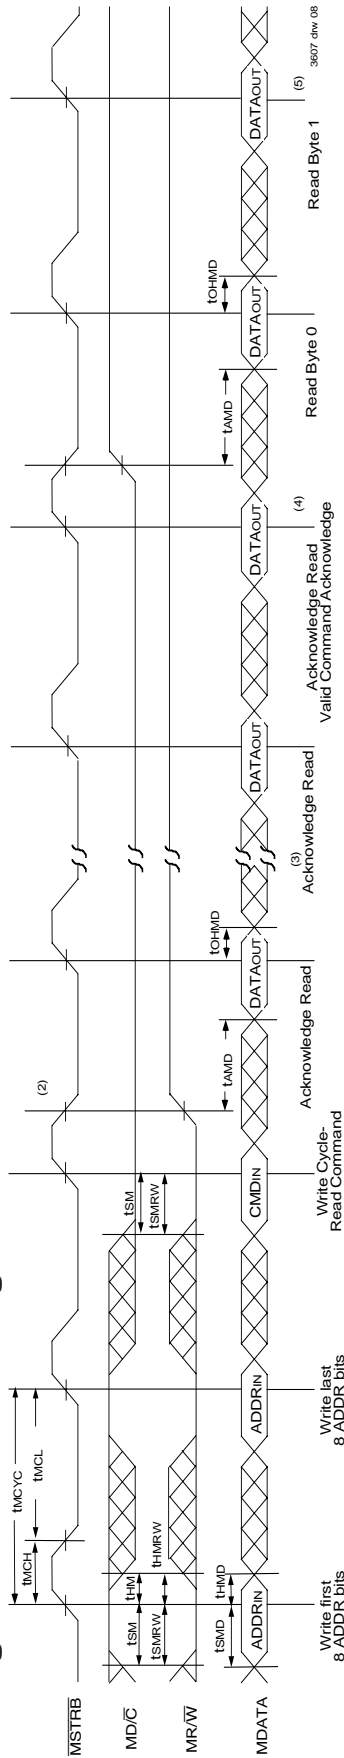 tMCYC
tMCH
tMCL
(2)
MSTRB
tSM
tHM
tSM
MD/C
tSMRW
tHMRW
tSMRW
MR/W
tSMD
tHMD
tAMD
tOHMD
tAMD
tOHMD
MDATA
ADDRIN
ADDRIN
CMDIN
DATAOUT
DATAOUT
DATAOUT
DATAOUT
DATAOUT
Write first
8 ADDR bits
Write last
8 ADDR bits
Write Cycle-
Read Command
Acknowledge Read
(3)
Acknowledge Read
(4)
Acknowledge Read
Valid Command Acknowledge
Read Byte 0
(5)
Read Byte 1
3607 drw 08